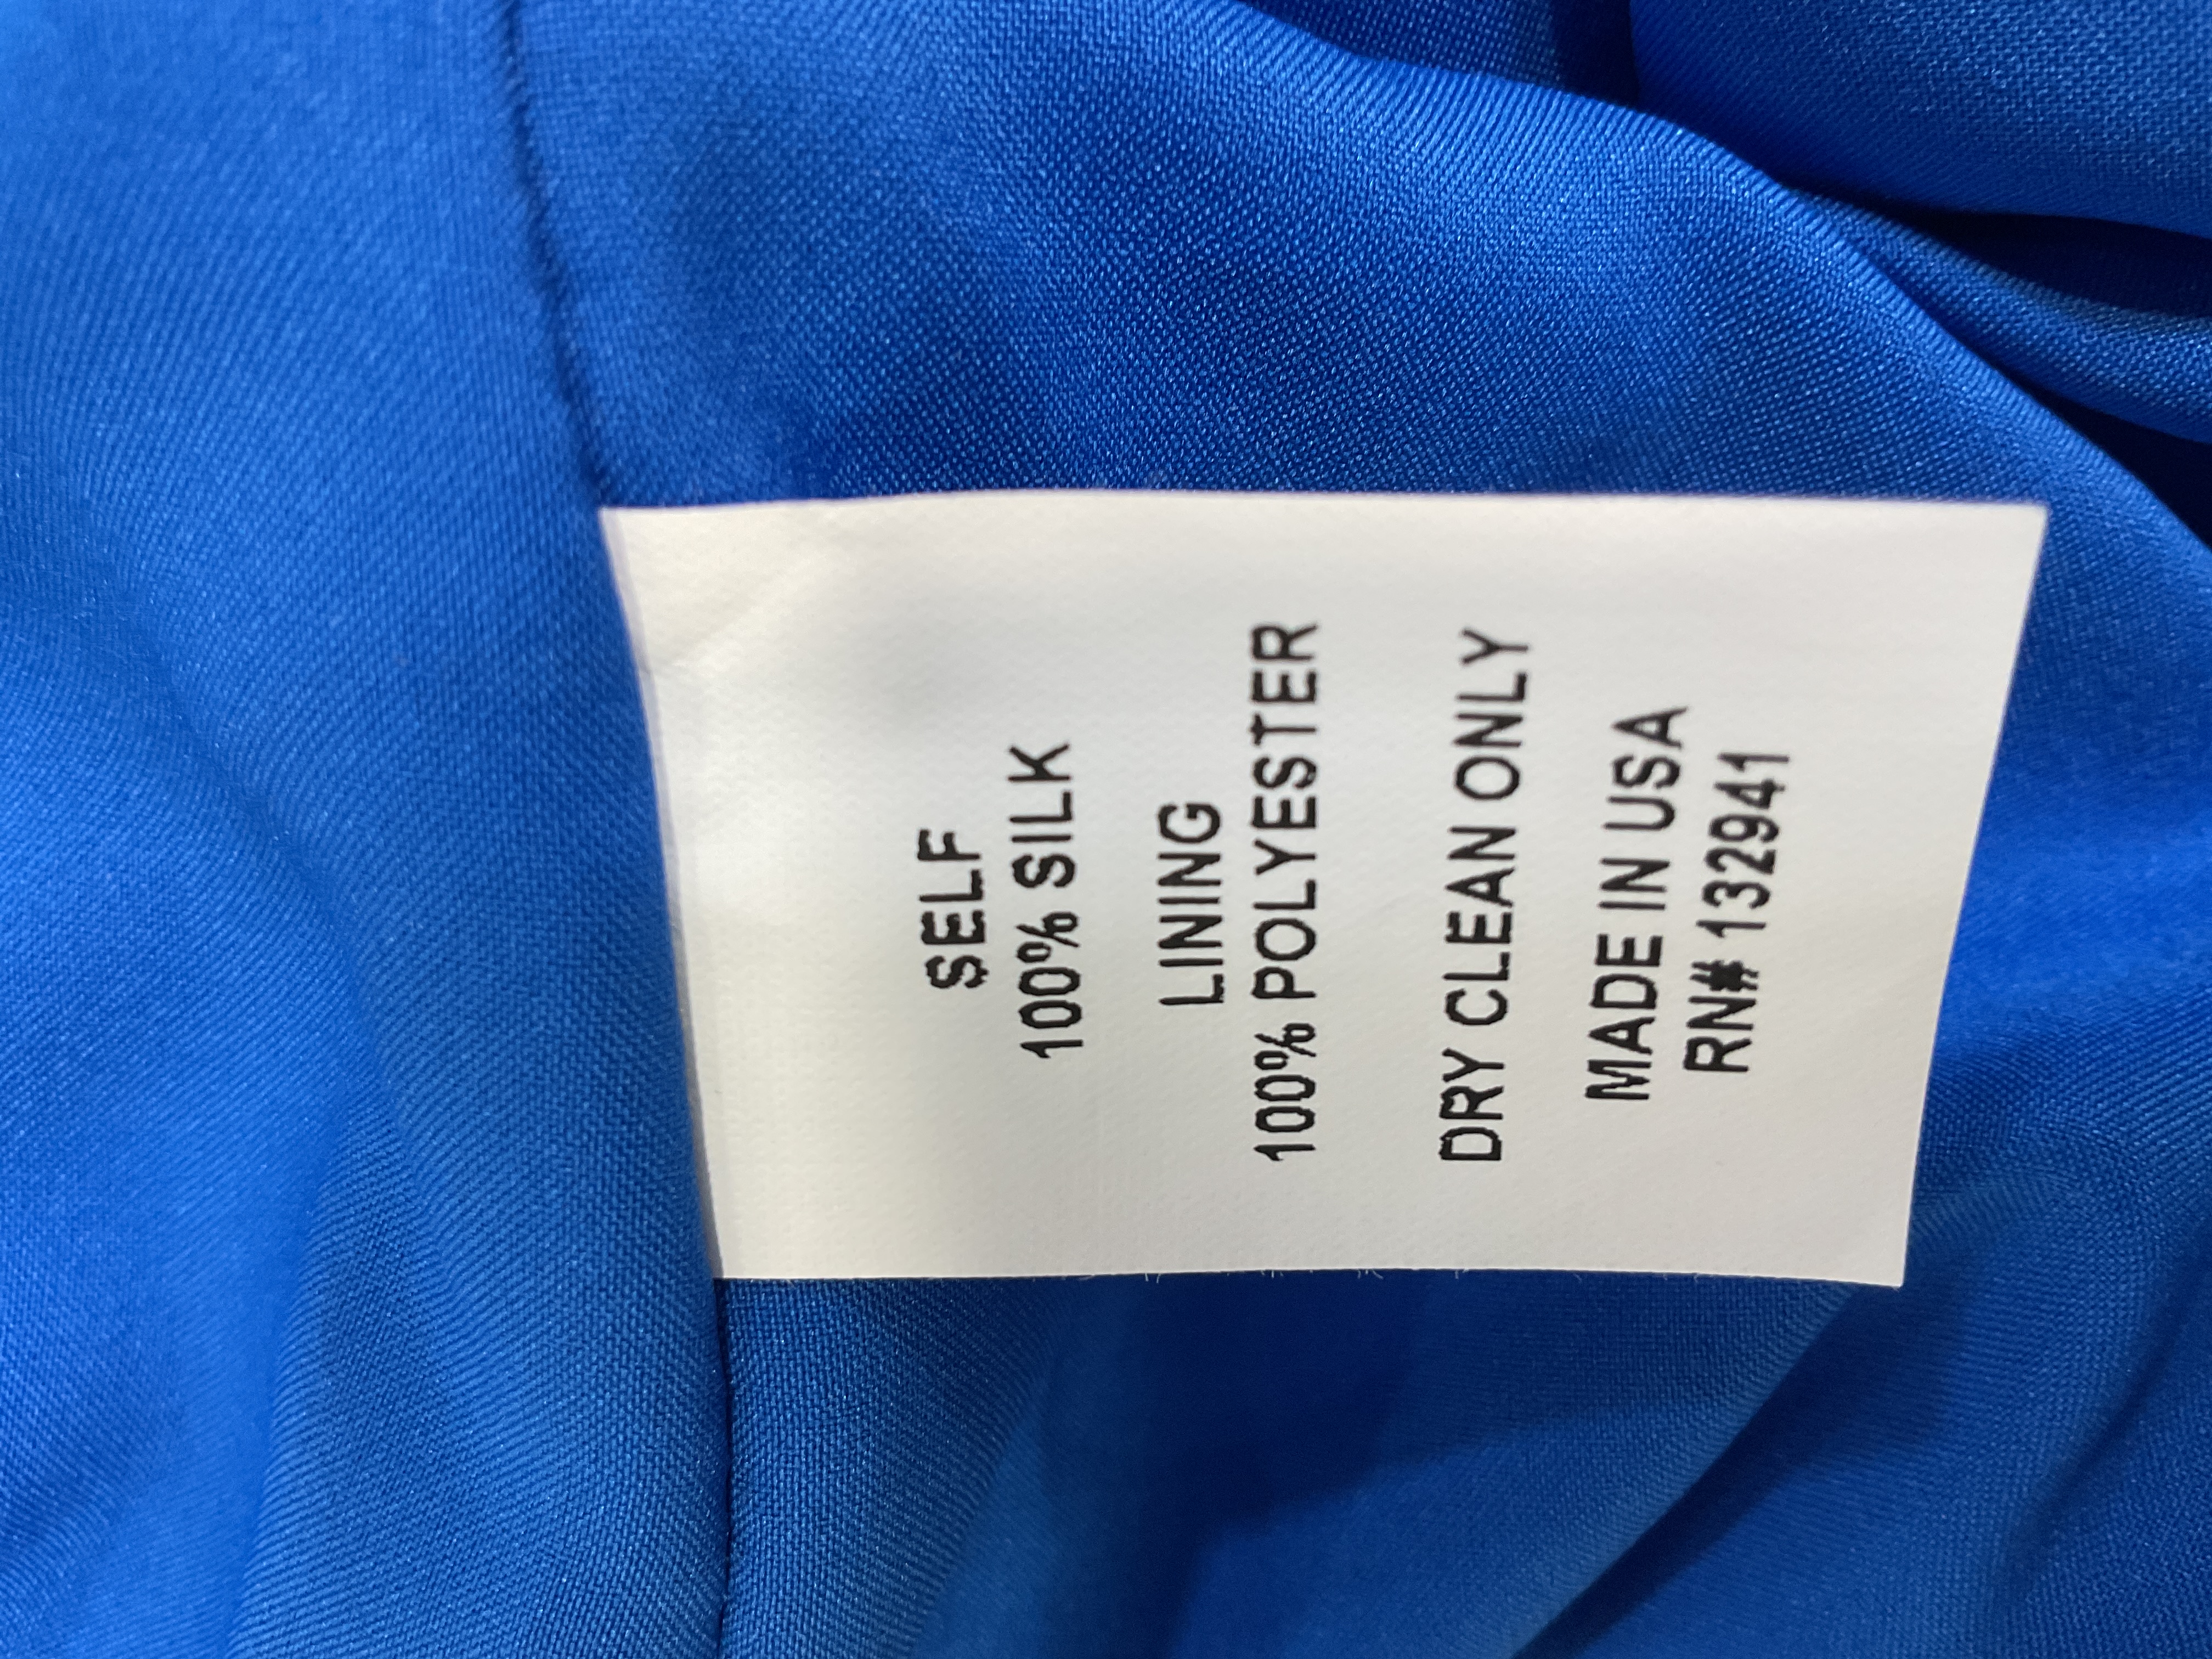 SELF
100% SILK
LINING
100% POLYESTER
DRY CLEAN ONLY
MADE IN USA
RN# 132941